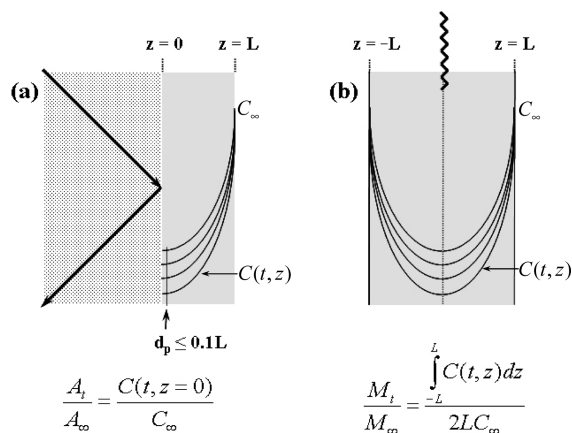 z = 0
z = L
z = –L
z = L
(a)
C∞
(b)
C∞
C(t, z)
C(t, z)
dp ≤ 0.1L
At / A∞ = C(t, z = 0) / C∞
Mt / M∞ = ∫−L^L C(t, z)dz / 2LC∞